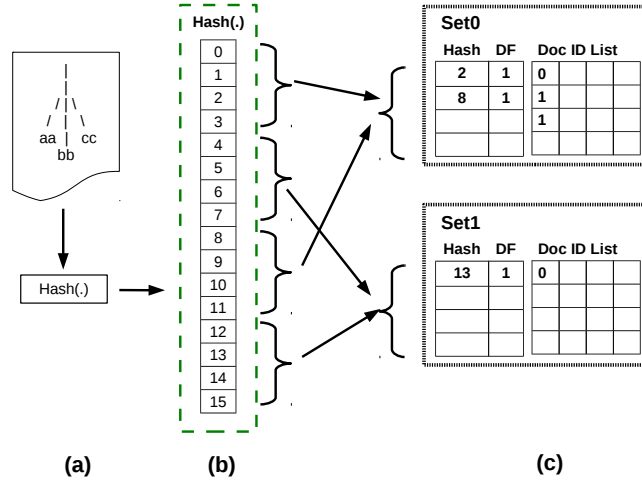 aa
cc
bb
Hash(.)
(a)
Hash(.)
0
1
2
3
4
5
6
7
8
9
10
11
12
13
14
15
(b)
Set0
Hash DF Doc ID List
2 1 0
8 1 1
1
Set1
Hash DF Doc ID List
13 1 0
(c)